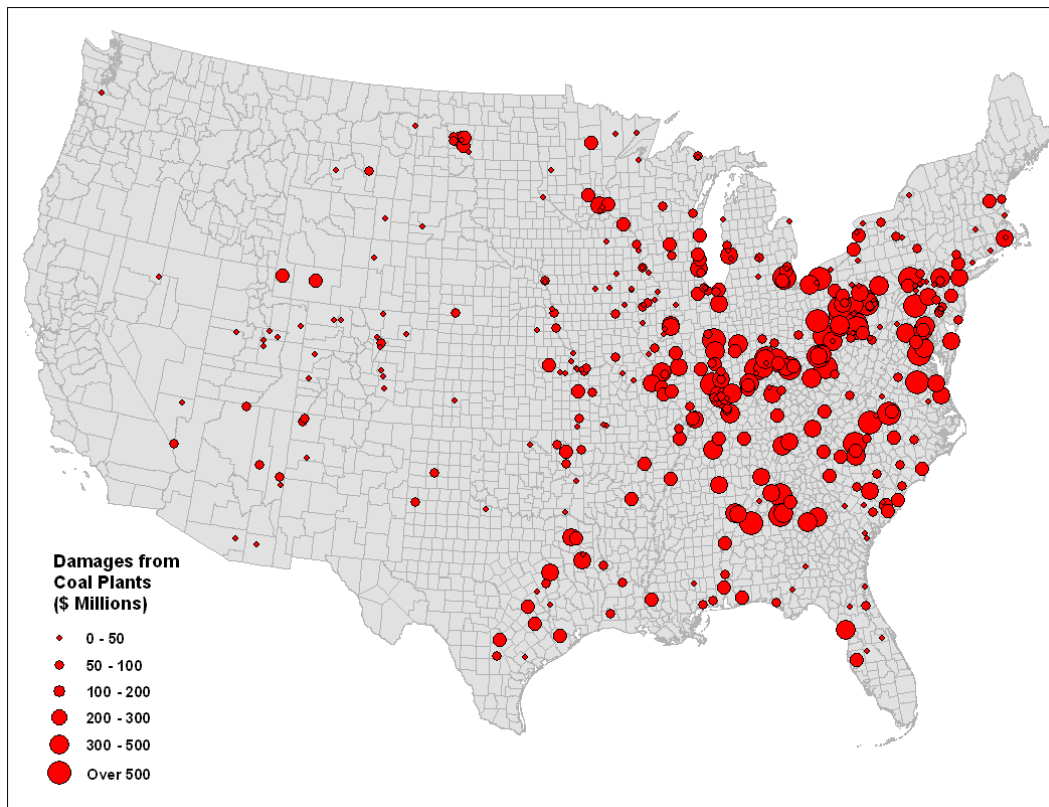 Damages from
Coal Plants
($ Millions)
0 - 50
50 - 100
100 - 200
200 - 300
300 - 500
Over 500